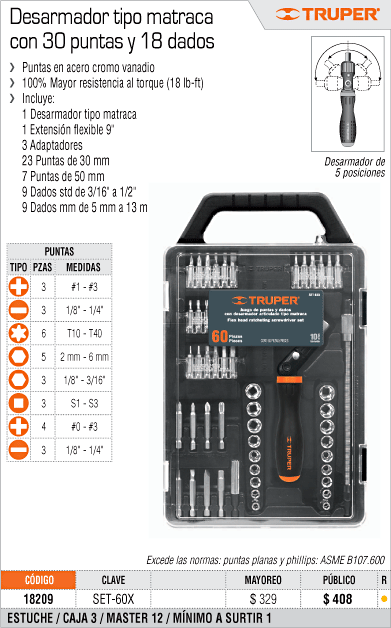 Desarmador tipo matraca
con 30 puntas y 18 dados
TRUPER
Puntas en acero cromo vanadio
100% Mayor resistencia al torque (18 lb-ft)
Incluye:
1 Desarmador tipo matraca
1 Extensión flexible 9"
3 Adaptadores
23 Puntas de 30 mm
7 Puntas de 50 mm
9 Dados std de 3/16" a 1/2"
9 Dados mm de 5 mm a 13 m
Desarmador de
5 posiciones
PUNTAS
TIPO PZAS MEDIDAS
3 #1 - #3
3 1/8" - 1/4"
6 T10 - T40
5 2 mm - 6 mm
3 1/8" - 3/16"
3 S1 - S3
4 #0 - #3
3 1/8" - 1/4"
SET-60X
TRUPER
Juego de puntas y dados
con desarmador articulado tipo matraca
Flex head ratcheting screwdriver set
60 Piezas
Pieces
TRUPER
Excede las normas: puntas planas y phillips: ASME B107.600
CÓDIGO CLAVE MAYOREO PÚBLICO R
18209 SET-60X $ 329 $ 408
ESTUCHE / CAJA 3 / MASTER 12 / MÍNIMO A SURTIR 1